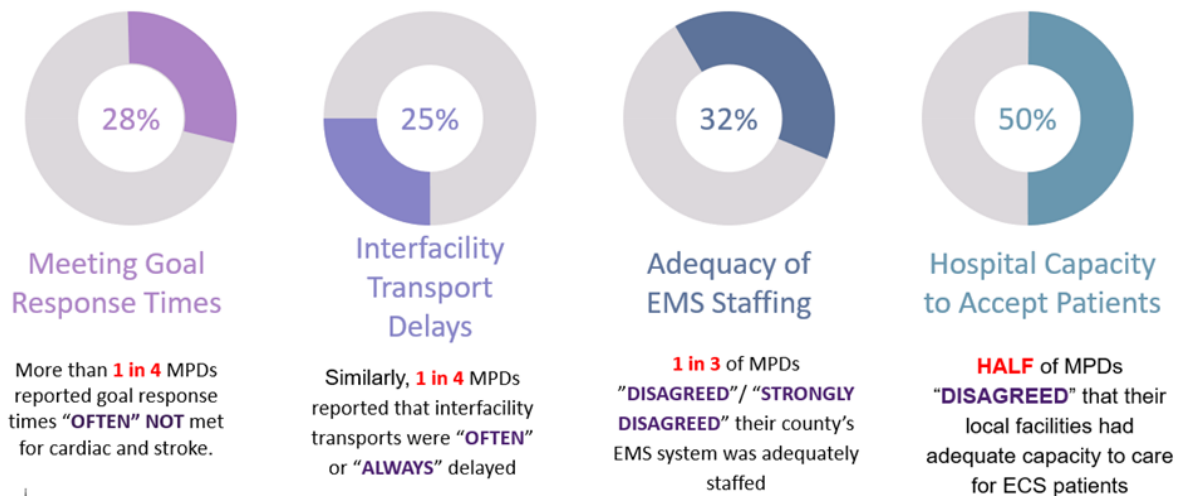 28%
25%
32%
50%
Meeting Goal
Response Times
More than 1 in 4 MPDs
reported goal response
times “OFTEN” NOT met
for cardiac and stroke.
Interfacility
Transport
Delays
Similarly, 1 in 4 MPDs
reported that interfacility
transports were “OFTEN”
or “ALWAYS” delayed
Adequacy of
EMS Staffing
1 in 3 of MPDs
”DISAGREED”/ “STRONGLY
DISAGREED” their county’s
EMS system was adequately
staffed
Hospital Capacity
to Accept Patients
HALF of MPDs
“DISAGREED” that their
local facilities had
adequate capacity to care
for ECS patients